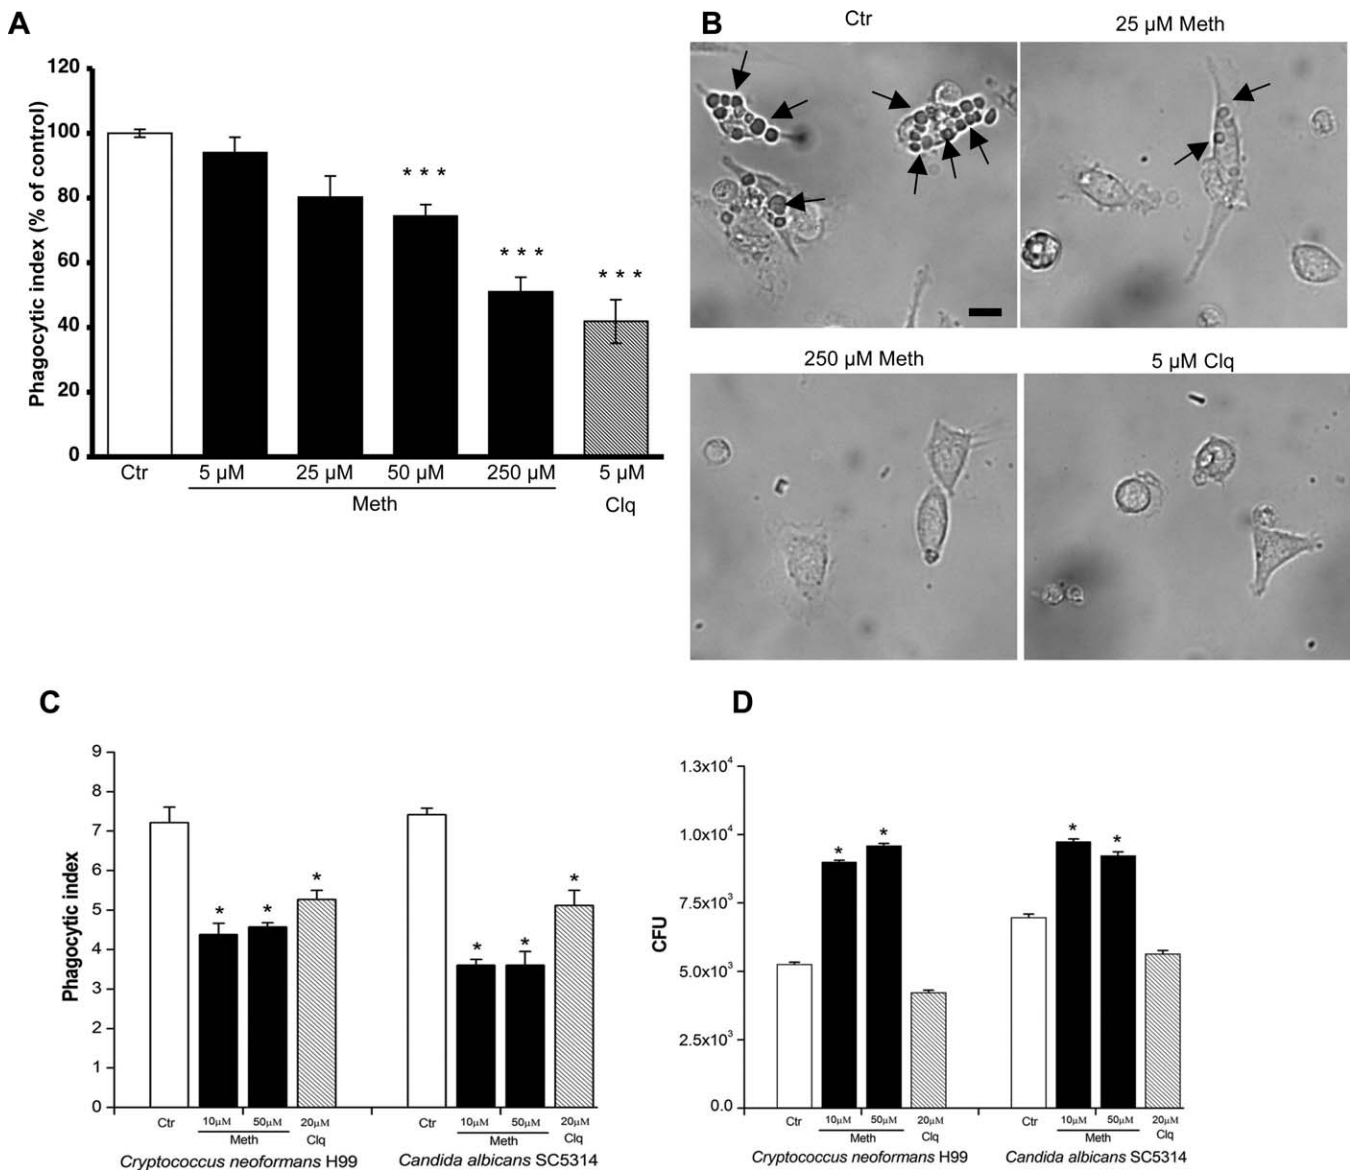 A
Phagocytic index (% of control)
120
100
80
60
40
20
0
* * *
* * *
* * *
Ctr 5 µM 25 µM 50 µM 250 µM 5 µM
Meth Clq
B
Ctr 25 µM Meth
250 µM Meth 5 µM Clq
C
Phagocytic index
9
8
7
6
5
4
3
2
1
0
* * * * * *
Ctr 10µM 50µM 20µM Ctr 10µM 50µM 20µM
Meth Clq Meth Clq
Cryptococcus neoformans H99 Candida albicans SC5314
D
CFU
1.3x10⁴
1.0x10⁴
7.5x10³
5.0x10³
2.5x10³
0.0
* * * *
Ctr 10µM 50µM 20µM Ctr 10µM 50µM 20µM
Meth Clq Meth Clq
Cryptococcus neoformans H99 Candida albicans SC5314